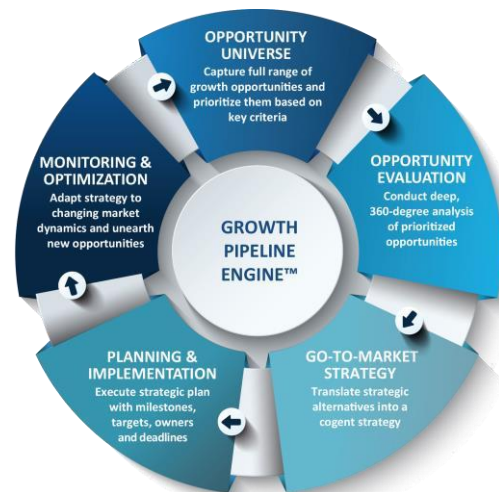 OPPORTUNITY
UNIVERSE
Capture full range of
growth opportunities and
prioritize them based on
key criteria
OPPORTUNITY
EVALUATION
Conduct deep,
360-degree analysis
of prioritized
opportunities
GO-TO-MARKET
STRATEGY
Translate strategic
alternatives into a
cogent strategy
PLANNING &
IMPLEMENTATION
Execute strategic plan
with milestones,
targets, owners
and deadlines
MONITORING &
OPTIMIZATION
Adapt strategy to
changing market
dynamics and unearth
new opportunities
GROWTH
PIPELINE
ENGINE™